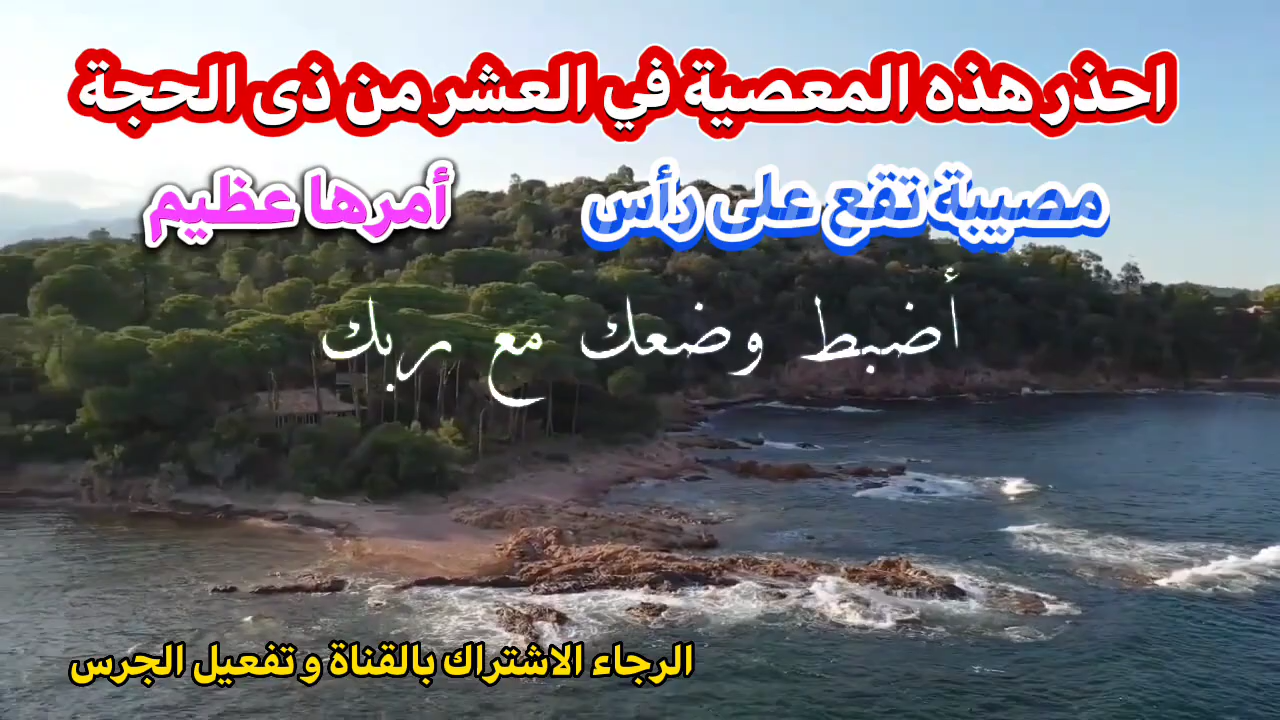 احذر هذه المعصية في العشر من ذى الحجة
مصيبة تقع على رأس أمرها عظيم
أضبط وضعك مع ربك
الرجاء الاشتراك بالقناة و تفعيل الجرس